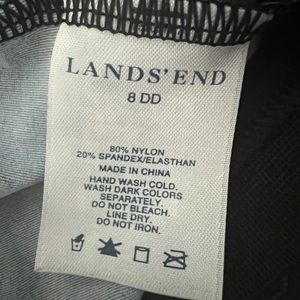 LANDS' END
8 DD
80% NYLON
20% SPANDEX/ELASTHAN
MADE IN CHINA
HAND WASH COLD.
WASH DARK COLORS
SEPARATELY.
DO NOT BLEACH.
LINE DRY.
DO NOT IRON.